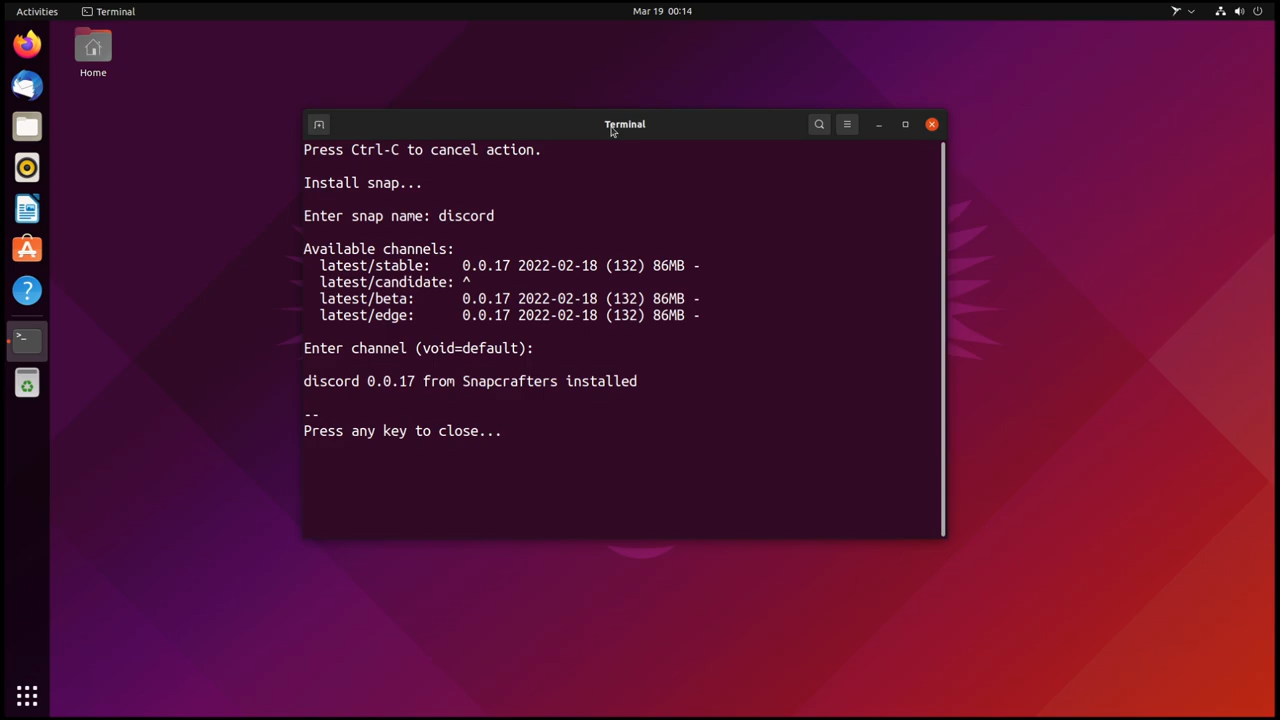 Activities
Terminal
Mar 19 00:14
Home
Terminal
Press Ctrl-C to cancel action.
Install snap...
Enter snap name: discord
Available channels:
latest/stable: 0.0.17 2022-02-18 (132) 86MB -
latest/candidate: ^
latest/beta: 0.0.17 2022-02-18 (132) 86MB -
latest/edge: 0.0.17 2022-02-18 (132) 86MB -
Enter channel (void=default):
discord 0.0.17 from Snapcrafters installed
--
Press any key to close...